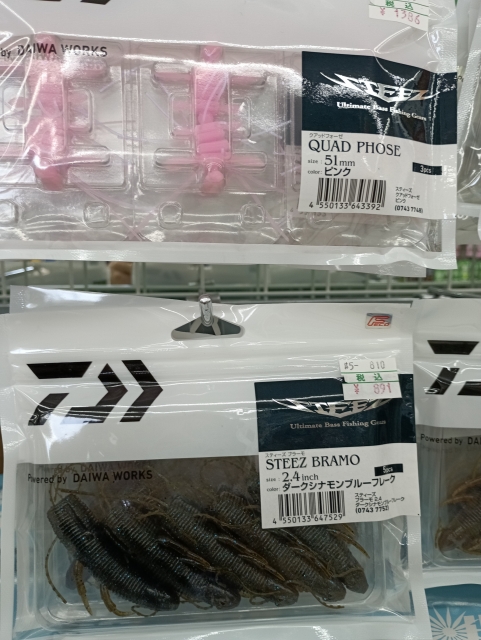 税込
¥1386
by DAIWA WORKS
STEEZ
Ultimate Bass Fishing Gear
クアッドフォーゼ
QUAD PHOSE
size : 51mm
color : ピンク
3pcs
スティーズ
クアッドフォーゼ
ピンク
(0743 7748)
4 550133 643392
$5- 810
税込
¥ 891
STEEZ
Ultimate Bass Fishing Gear
Powered by DAIWA WORKS
スティーズ ブラーモ
STEEZ BRAMO
size : 2.4inch
color : ダークシナモンブルーフレーク
5pcs
スティーズ
ブラーモ 2.4
ダークシナモンブルーフレーク
(0743 7752)
4 550133 647529
Powered by DAIWA